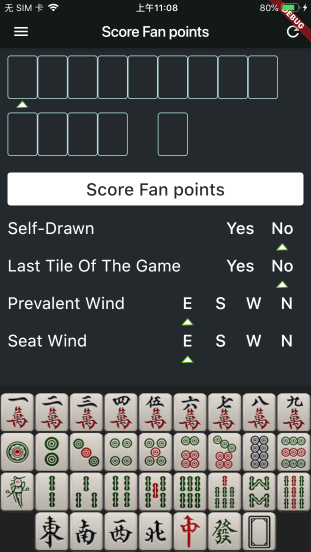 无 SIM 卡 上午11:08 80%
DEBUG
Score Fan points
Score Fan points
Self-Drawn Yes No
Last Tile Of The Game Yes No
Prevalent Wind E S W N
Seat Wind E S W N
一萬 二萬 三萬 四萬 伍萬 六萬 七萬 八萬 九萬
東 南 西 北 中 發